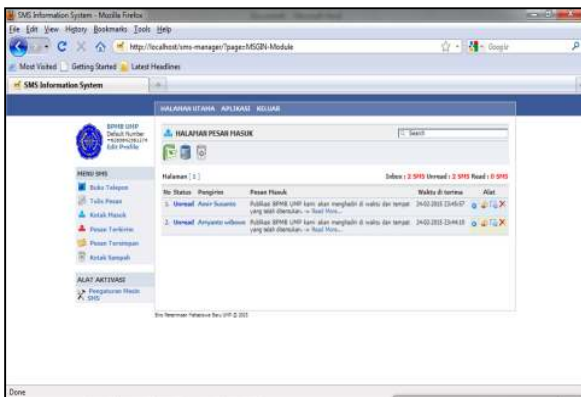 SMS Information System - Mozilla Firefox
File Edit View History Bookmarks Tools Help
http://localhost/sms-manager/?page=MSGIN-Module
Google
Most Visited Getting Started Latest Headlines
SMS Information System
HALAMAN UTAMA APLIKASI KELUAR
SPMB UMP
Default Number
Edit Profile
HALAMAN PESAN MASUK
Search
MENU SMS
Buku Telepon
Tulis Pesan
Kotak Masuk
Pesan Terkirim
Pesan Tersimpan
Kotak Sampah
ALAT AKTIVASI
Pengaturan Mesin
SMS
Halaman [ 1 ]
Inbox : 2 SMS Unread : 2 SMS Read : 0 SMS
No Status Pengirim Pesan Masuk Waktu di terima Alat
1. Unread Amir Susanto Publikasi SPMB UMP kami akan menghadiri di waktu dan tempat
yang telah ditentukan. -> Read More...
2. Unread Arryanto wibowo Publikasi SPMB UMP kami akan menghadiri di waktu dan tempat
yang telah ditentukan. -> Read More...
Done